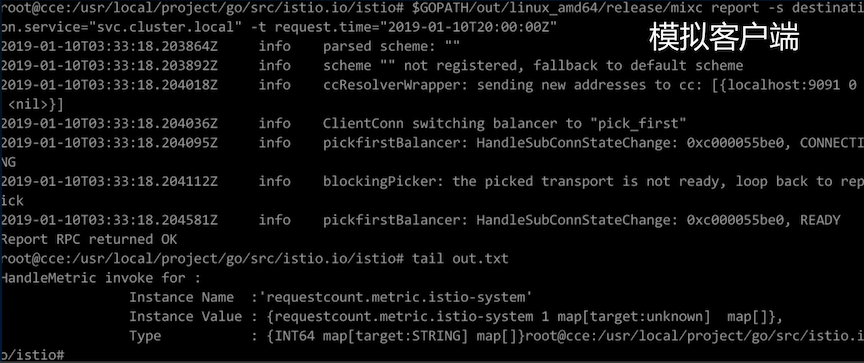 root@cce:/usr/local/project/go/src/istio.io/istio# $GOPATH/out/linux_amd64/release/mixc report -s destinati
on.service="svc.cluster.local" -t request.time="2019-01-10T20:00:00Z"
模拟客户端
2019-01-10T03:33:18.203864Z info parsed scheme: ""
2019-01-10T03:33:18.203892Z info scheme "" not registered, fallback to default scheme
2019-01-10T03:33:18.204018Z info ccResolverWrapper: sending new addresses to cc: [{localhost:9091 0
<nil>}]
2019-01-10T03:33:18.204036Z info ClientConn switching balancer to "pick_first"
2019-01-10T03:33:18.204095Z info pickfirstBalancer: HandleSubConnStateChange: 0xc000055be0, CONNECTI
NG
2019-01-10T03:33:18.204112Z info blockingPicker: the picked transport is not ready, loop back to rep
ick
2019-01-10T03:33:18.204581Z info pickfirstBalancer: HandleSubConnStateChange: 0xc000055be0, READY
Report RPC returned OK
root@cce:/usr/local/project/go/src/istio.io/istio# tail out.txt
HandleMetric invoke for :
Instance Name :'requestcount.metric.istio-system'
Instance Value : {requestcount.metric.istio-system 1 map[target:unknown] map[]},
Type : {INT64 map[target:STRING] map[]}root@cce:/usr/local/project/go/src/istio.i
o/istio#